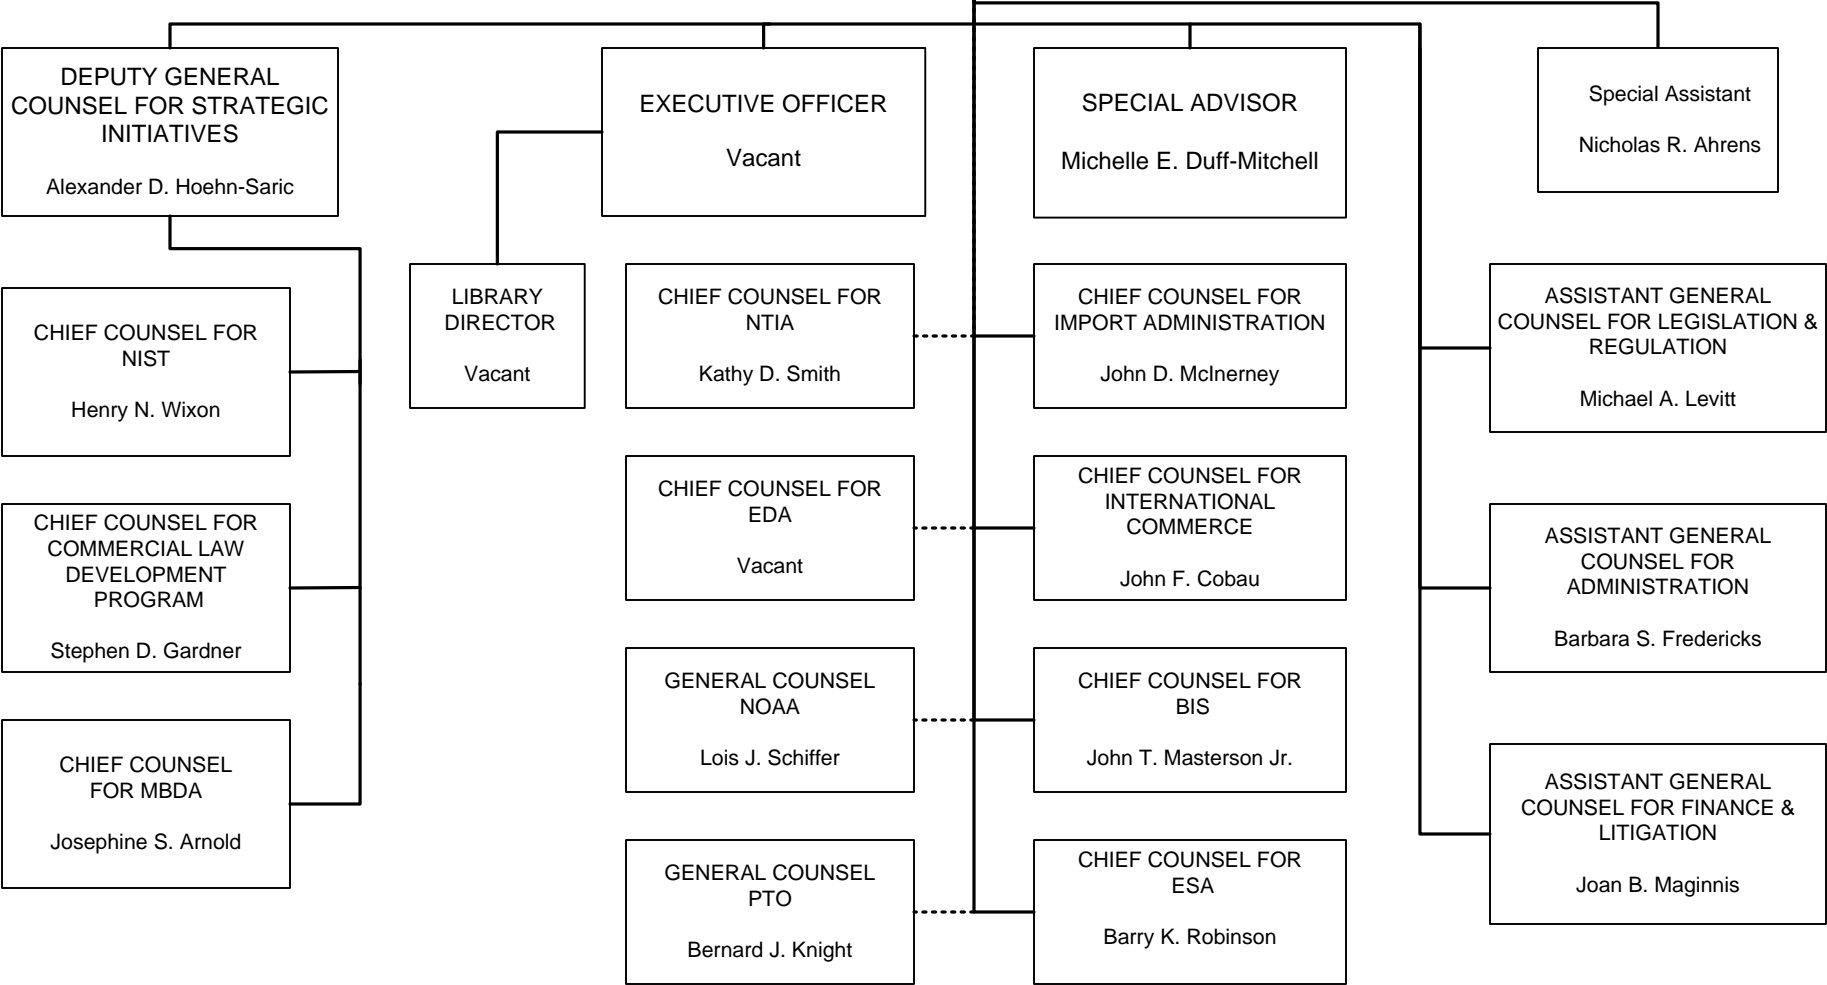 DEPUTY GENERAL
COUNSEL FOR STRATEGIC
INITIATIVES
Alexander D. Hoehn-Saric
EXECUTIVE OFFICER
Vacant
SPECIAL ADVISOR
Michelle E. Duff-Mitchell
Special Assistant
Nicholas R. Ahrens
CHIEF COUNSEL FOR
NIST
Henry N. Wixon
LIBRARY
DIRECTOR
Vacant
CHIEF COUNSEL FOR
NTIA
Kathy D. Smith
CHIEF COUNSEL FOR
IMPORT ADMINISTRATION
John D. McInerney
ASSISTANT GENERAL
COUNSEL FOR LEGISLATION &
REGULATION
Michael A. Levitt
CHIEF COUNSEL FOR
COMMERCIAL LAW
DEVELOPMENT
PROGRAM
Stephen D. Gardner
CHIEF COUNSEL FOR
EDA
Vacant
CHIEF COUNSEL FOR
INTERNATIONAL
COMMERCE
John F. Cobau
ASSISTANT GENERAL
COUNSEL FOR
ADMINISTRATION
Barbara S. Fredericks
CHIEF COUNSEL
FOR MBDA
Josephine S. Arnold
GENERAL COUNSEL
NOAA
Lois J. Schiffer
CHIEF COUNSEL FOR
BIS
John T. Masterson Jr.
ASSISTANT GENERAL
COUNSEL FOR FINANCE &
LITIGATION
Joan B. Maginnis
GENERAL COUNSEL
PTO
Bernard J. Knight
CHIEF COUNSEL FOR
ESA
Barry K. Robinson